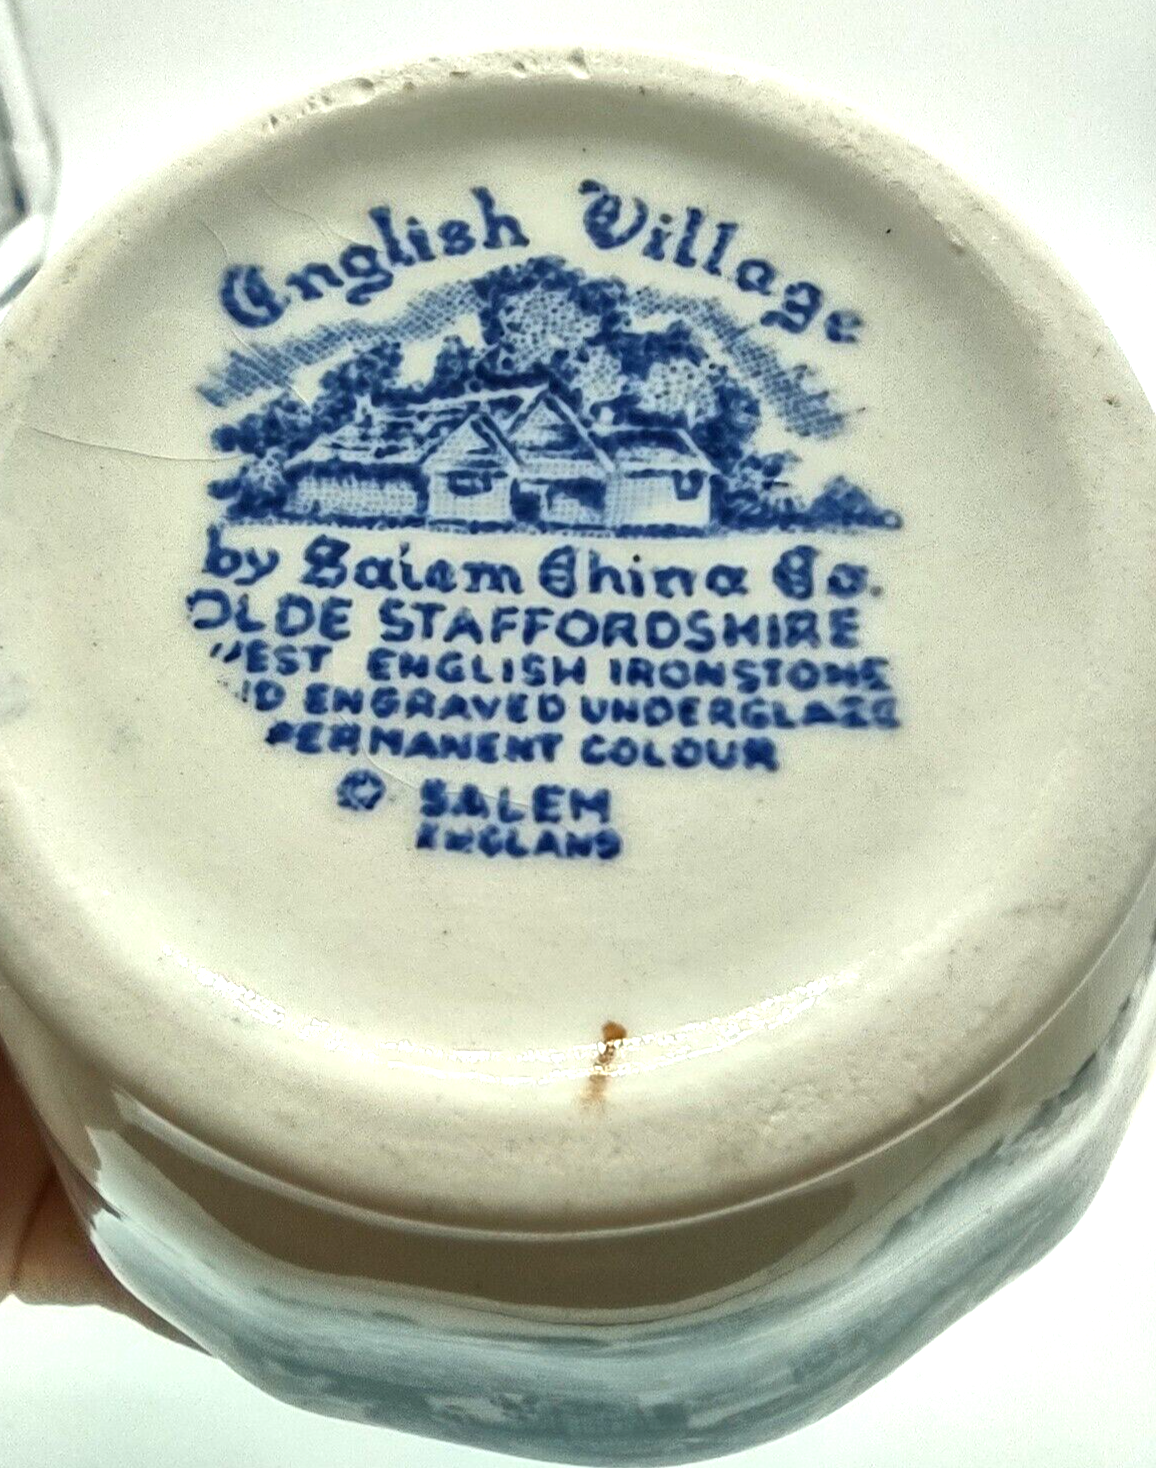 English Village
by Salem China Co.
OLDE STAFFORDSHIRE
ENGLISH IRONSTONE
ENGRAVED UNDERGLAZE
PERMANENT COLOUR
© SALEM
ENGLAND